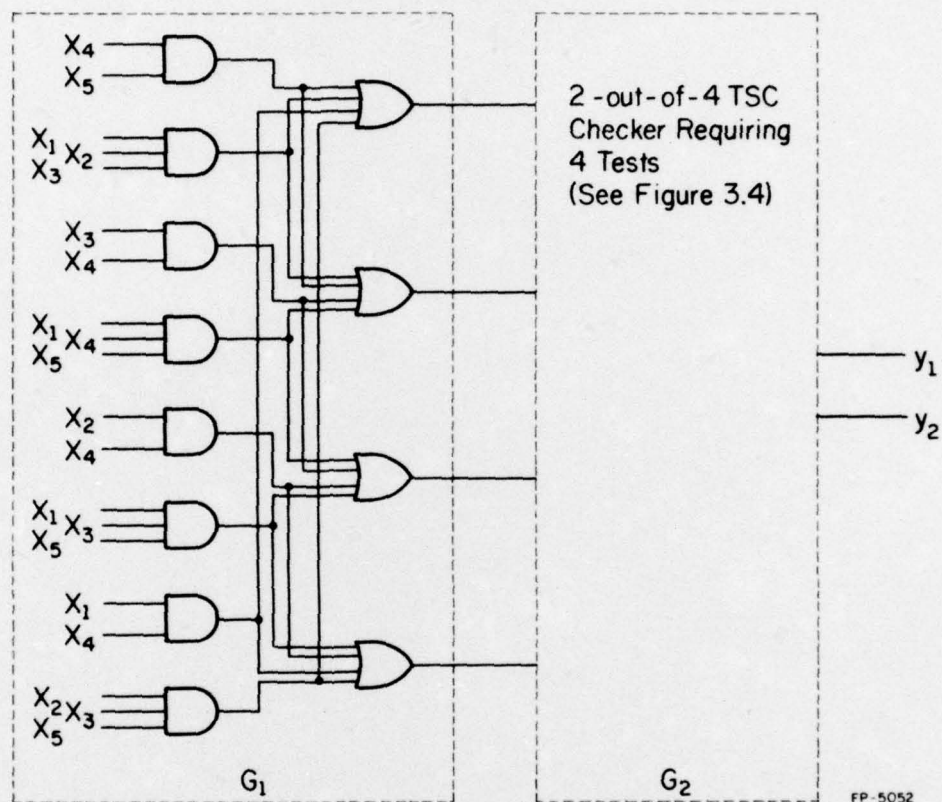 X4
X5
X1 X2
X3
X3
X4
X1 X4
X5
X2
X4
X1 X3
X5
X1
X4
X2 X3
X5
2-out-of-4 TSC
Checker Requiring
4 Tests
(See Figure 3.4)
y1
y2
G1
G2
FP-5052